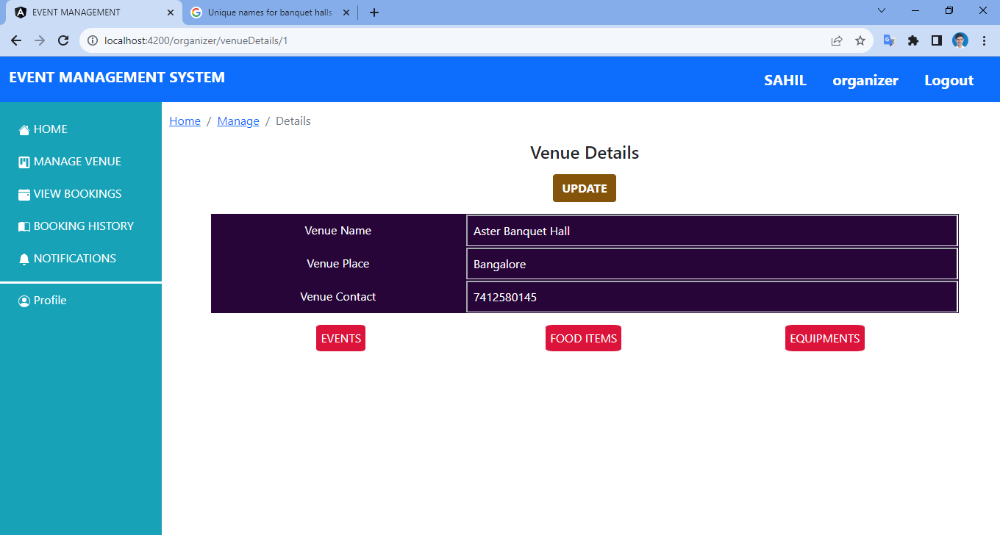 EVENT MANAGEMENT
Unique names for banquet halls
localhost:4200/organizer/venueDetails/1
EVENT MANAGEMENT SYSTEM
SAHIL organizer Logout
HOME
MANAGE VENUE
VIEW BOOKINGS
BOOKING HISTORY
NOTIFICATIONS
Profile
Home / Manage / Details
Venue Details
UPDATE
Venue Name Aster Banquet Hall
Venue Place Bangalore
Venue Contact 7412580145
EVENTS FOOD ITEMS EQUIPMENTS